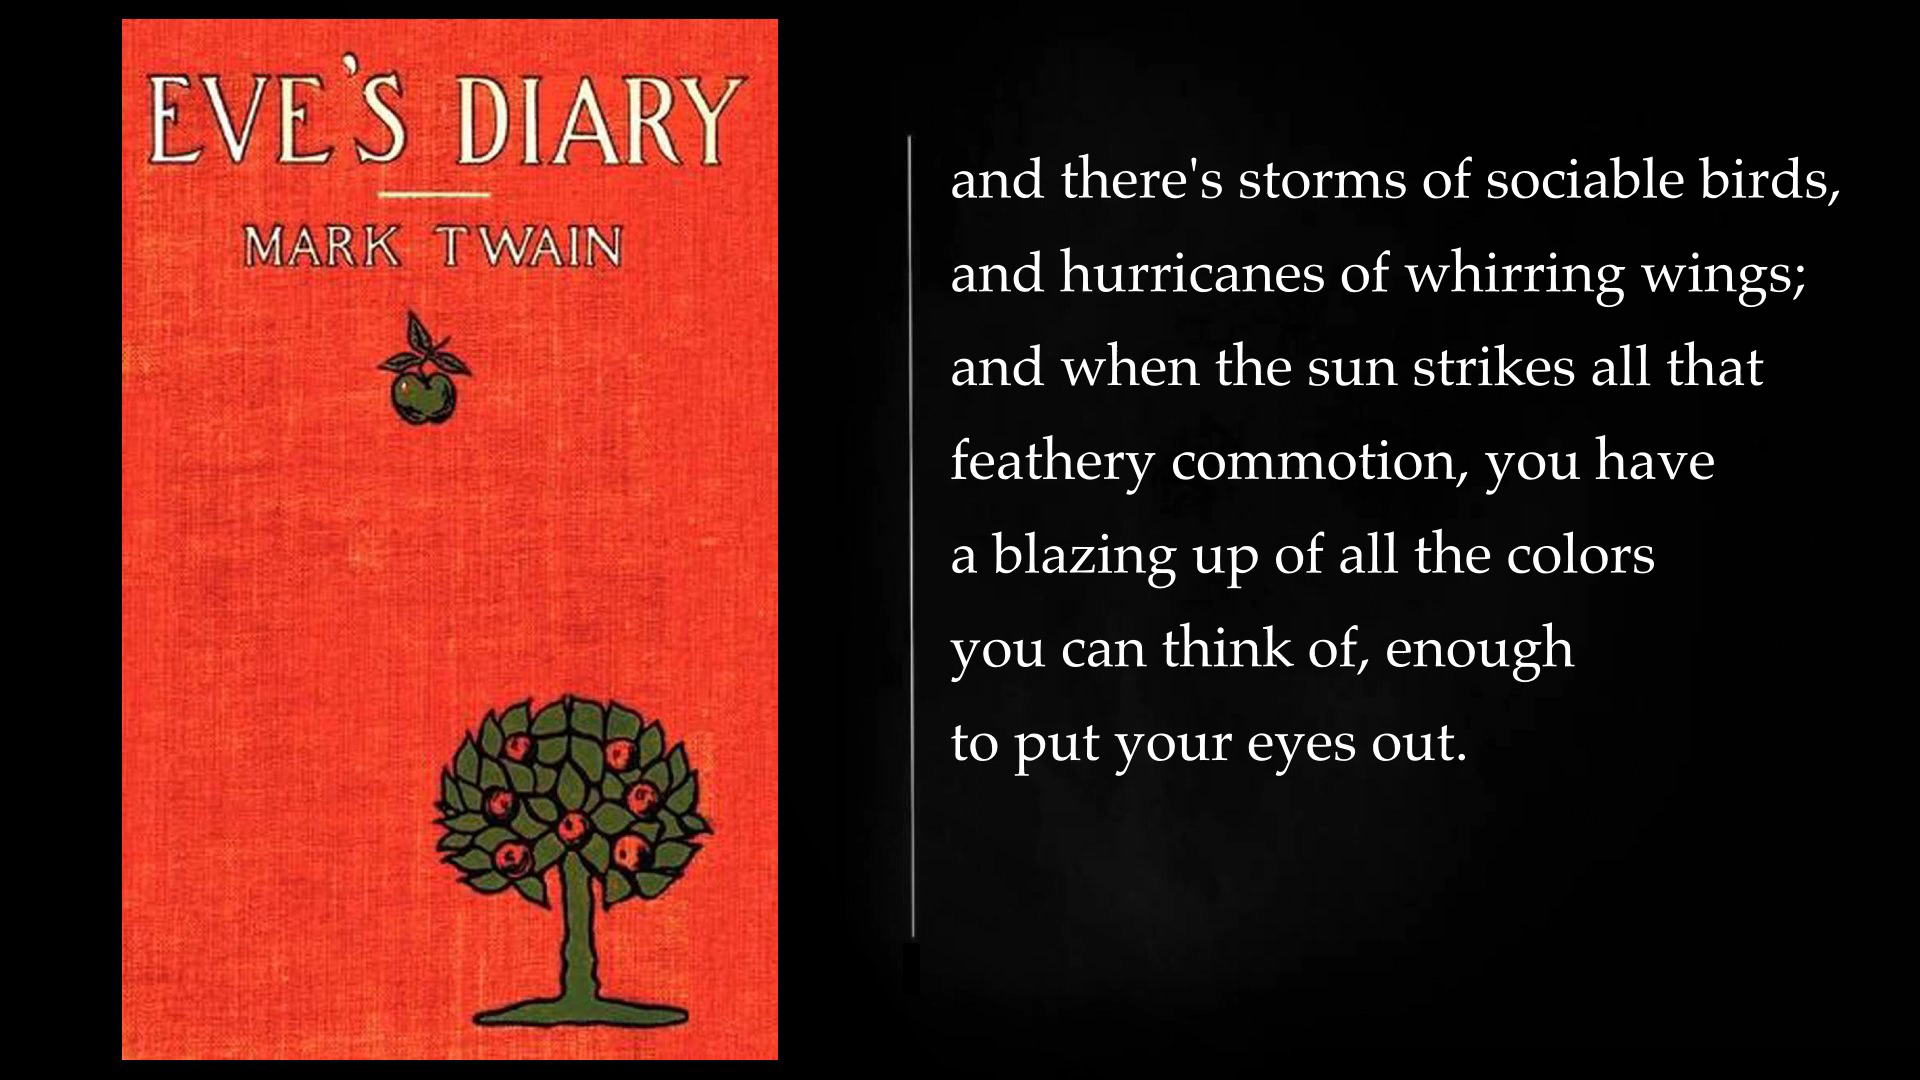 EVE'S DIARY
MARK TWAIN
and there's storms of sociable birds,
and hurricanes of whirring wings;
and when the sun strikes all that
feathery commotion, you have
a blazing up of all the colors
you can think of, enough
to put your eyes out.